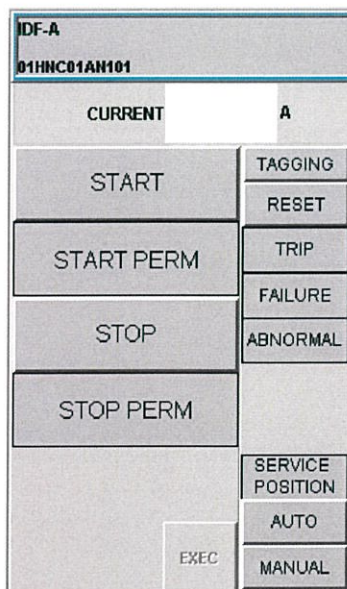 IDF-A
01HNC01AN101
CURRENT A
START
TAGGING
RESET
START PERM
TRIP
FAILURE
STOP
ABNORMAL
STOP PERM
SERVICE
POSITION
AUTO
EXEC
MANUAL